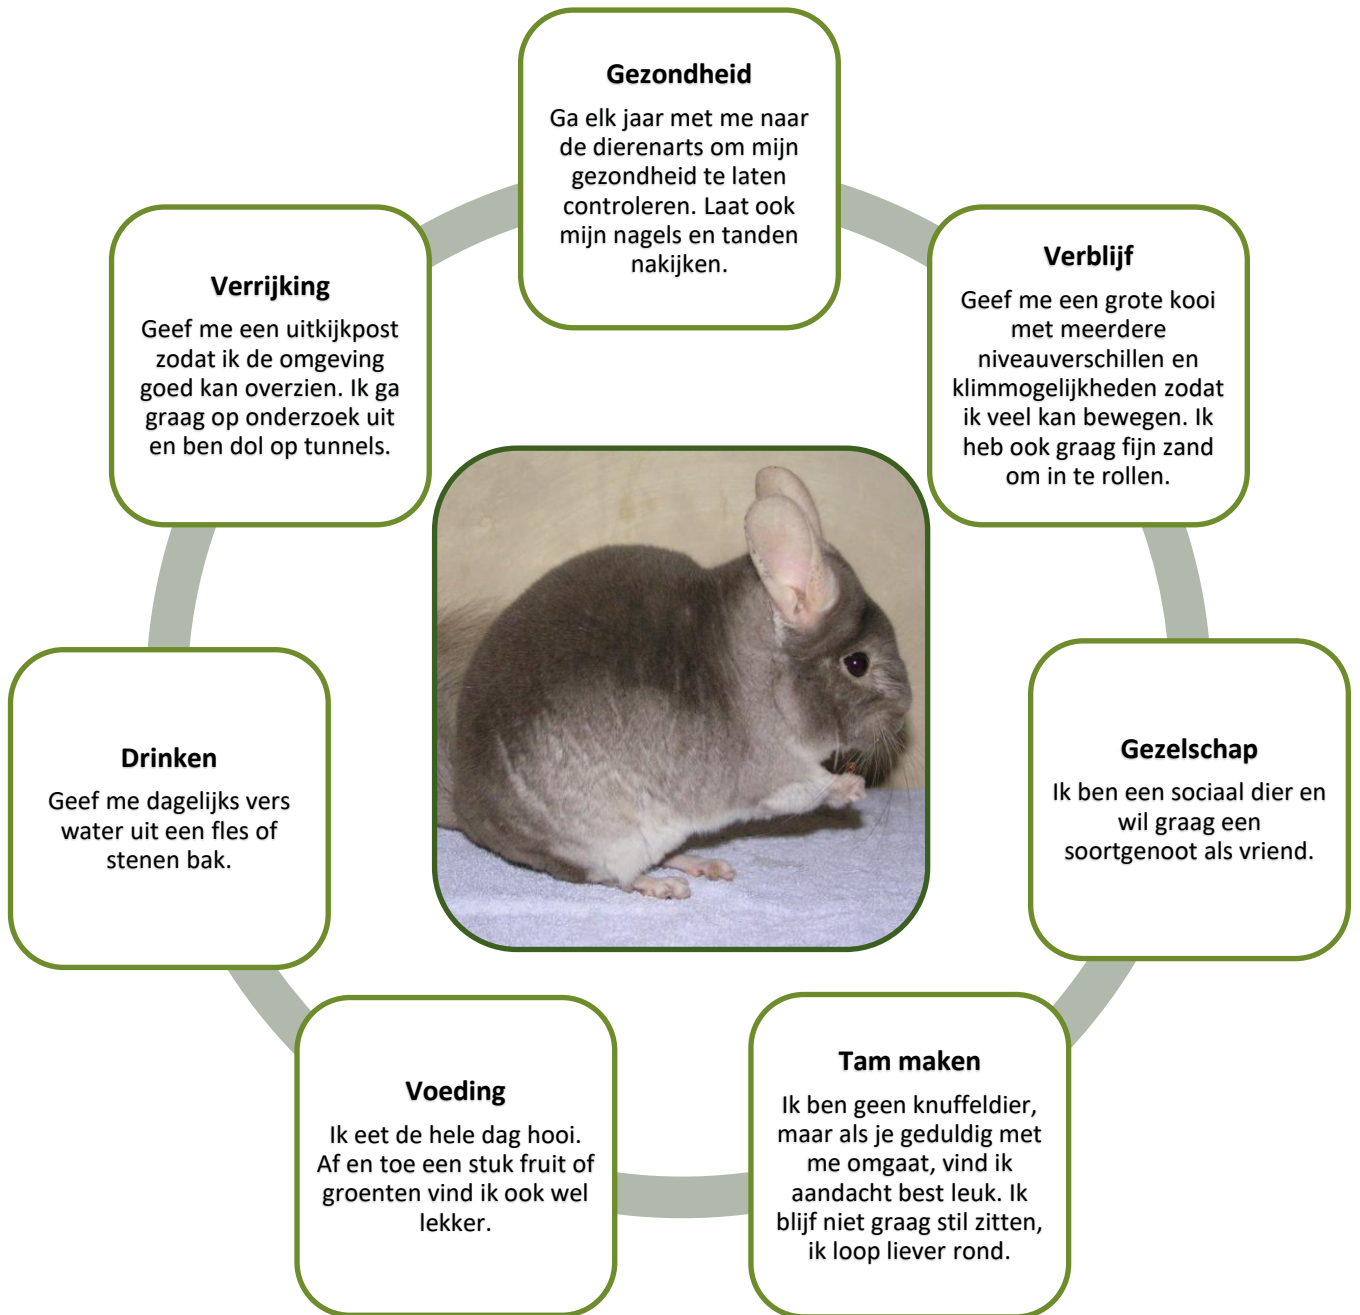 Gezondheid
Ga elk jaar met me naar
de dierenarts om mijn
gezondheid te laten
controleren. Laat ook
mijn nagels en tanden
nakijken.
Verblijf
Geef me een grote kooi
met meerdere
niveauverschillen en
klimmogelijkheden zodat
ik veel kan bewegen. Ik
heb ook graag fijn zand
om in te rollen.
Gezelschap
Ik ben een sociaal dier en
wil graag een
soortgenoot als vriend.
Tam maken
Ik ben geen knuffeldier,
maar als je geduldig met
me omgaat, vind ik
aandacht best leuk. Ik
blijf niet graag stil zitten,
ik loop liever rond.
Voeding
Ik eet de hele dag hooi.
Af en toe een stuk fruit of
groenten vind ik ook wel
lekker.
Drinken
Geef me dagelijks vers
water uit een fles of
stenen bak.
Verrijking
Geef me een uitkijkpost
zodat ik de omgeving
goed kan overzien. Ik ga
graag op onderzoek uit
en ben dol op tunnels.